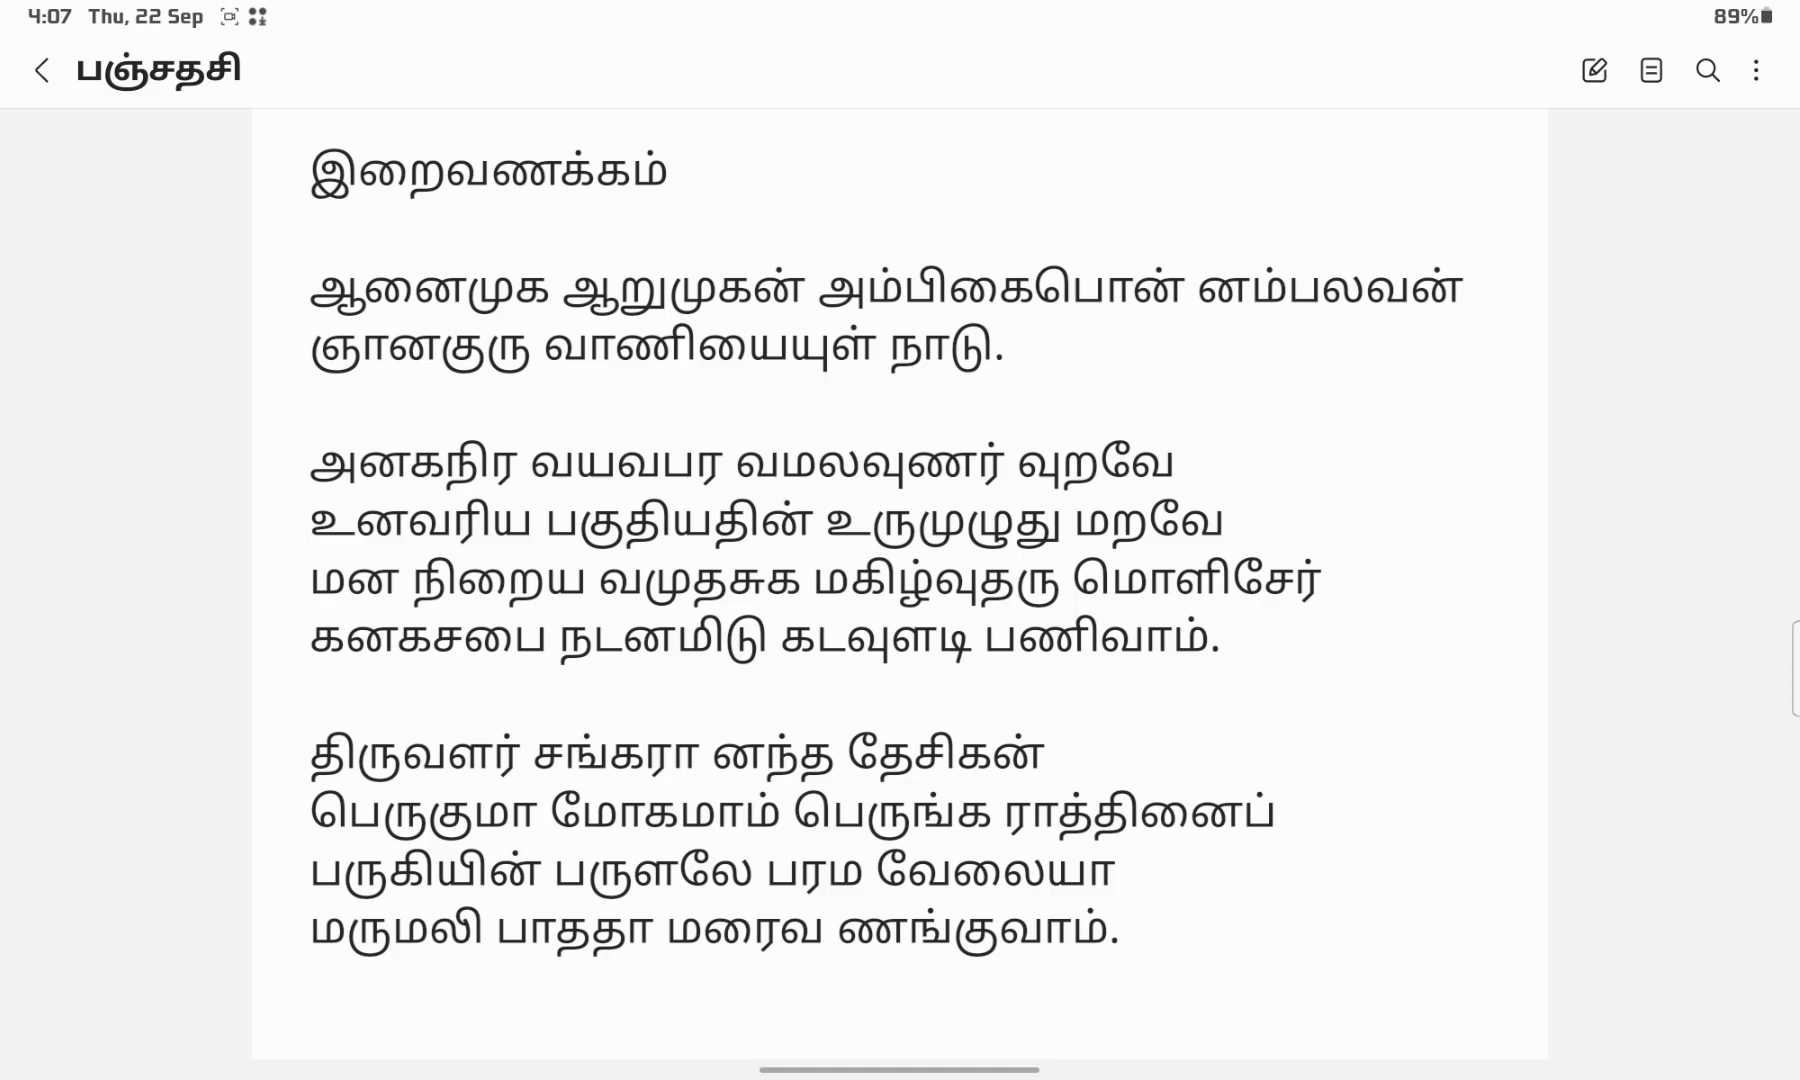 4:07 Thu, 22 Sep 89%
பஞ்சதசி
இறைவணக்கம்
ஆனைமுக ஆறுமுகன் அம்பிகைபொன் னம்பலவன்
ஞானகுரு வாணியையுள் நாடு.
அனகநிர வயவபர வமலவுணர் வுறவே
உனவரிய பகுதியதின் உருமுழுது மறவே
மன நிறைய வமுதசுக மகிழ்வுதரு மொளிசேர்
கனகசபை நடனமிடு கடவுளடி பணிவாம்.
திருவளர் சங்கரா னந்த தேசிகன்
பெருகுமா மோகமாம் பெருங்க ராத்தினைப்
பருகியின் பருளலே பரம வேலையா
மருமலி பாததா மரைவ ணங்குவாம்.